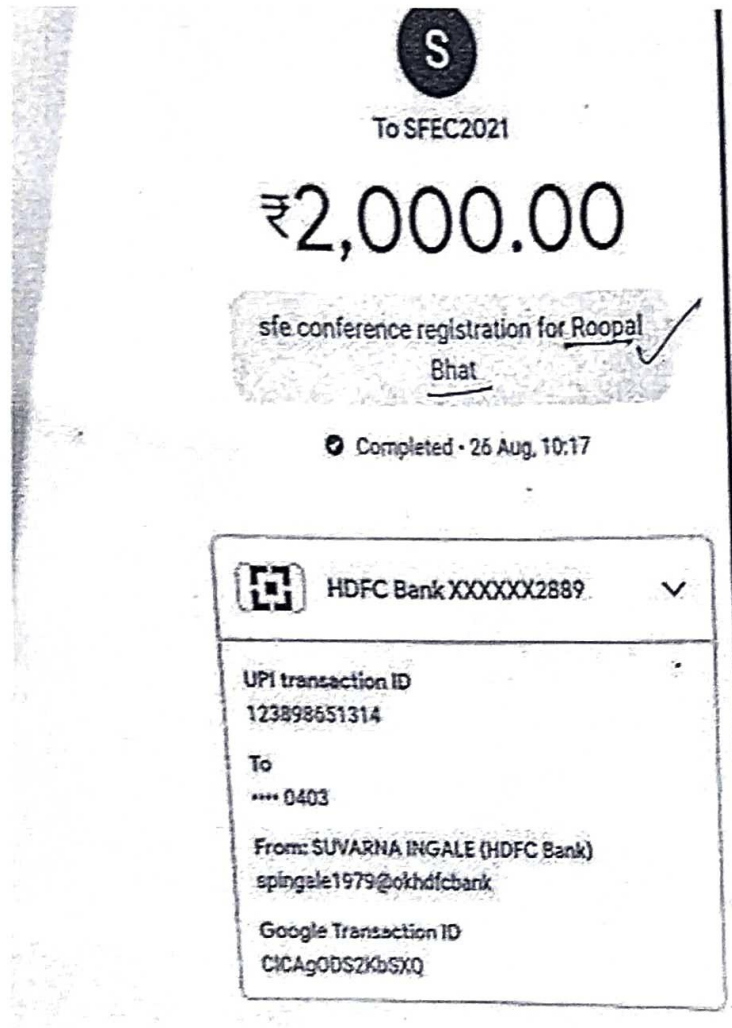 S
To SFEC2021
₹2,000.00
sfe conference registration for Roopal
Bhat
Completed · 26 Aug, 10:17
HDFC Bank XXXXXX2889
UPI transaction ID
123898651314
To
•••• 0403
From: SUVARNA INGALE (HDFC Bank)
spingale1979@okhdfcbank
Google Transaction ID
CICAgODS2KbSXQ